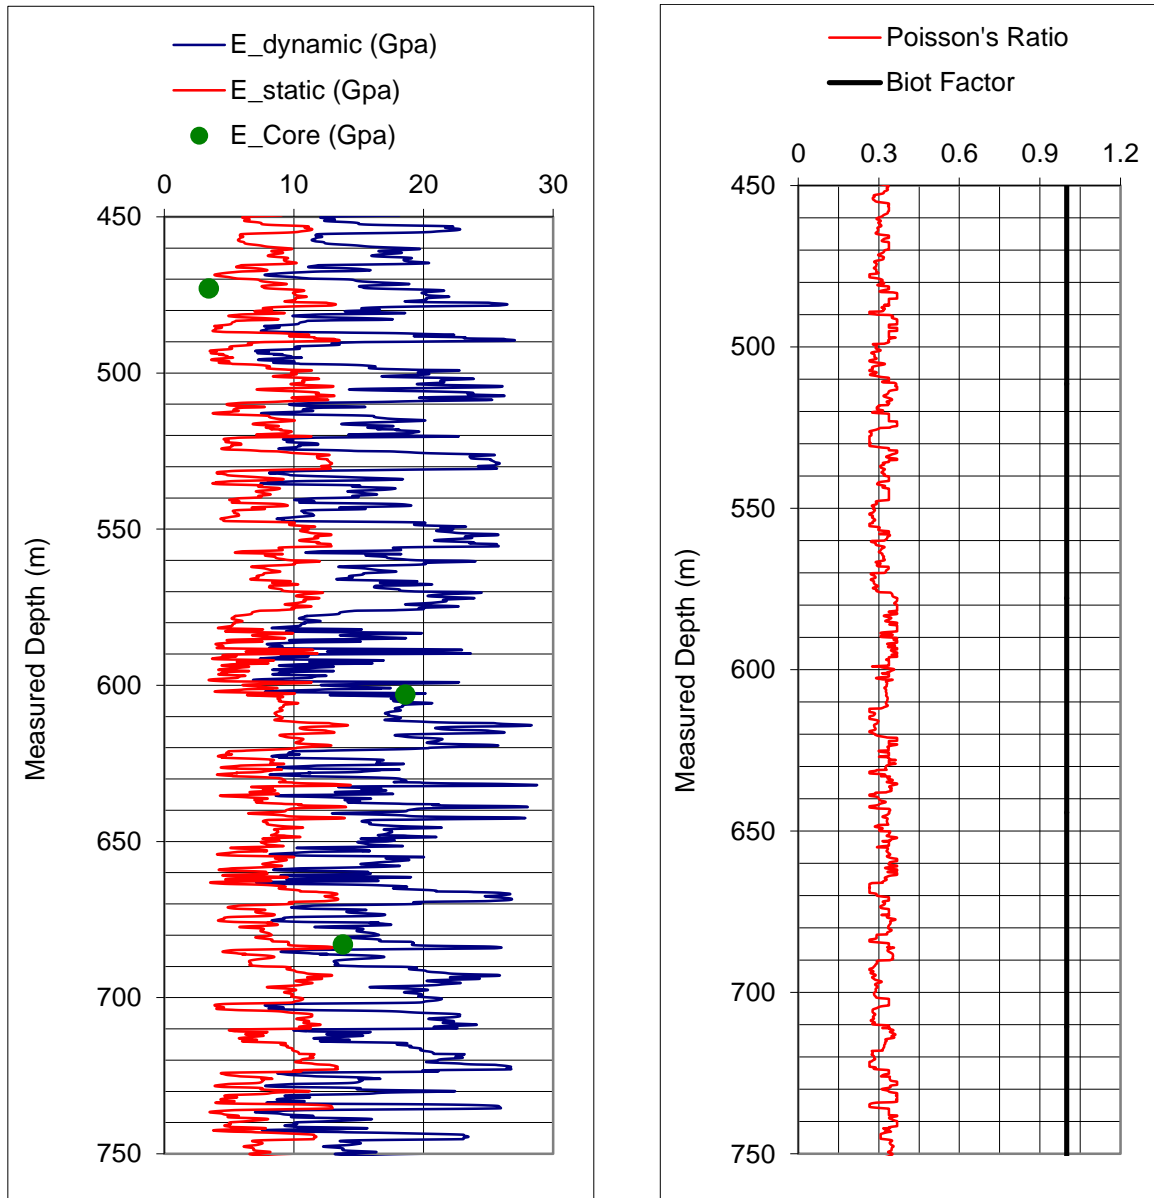 E_dynamic (Gpa)
E_static (Gpa)
E_Core (Gpa)
0 10 20 30
450
500
550
600
650
700
750
Measured Depth (m)
Poisson's Ratio
Biot Factor
0 0.3 0.6 0.9 1.2
450
500
550
600
650
700
750
Measured Depth (m)